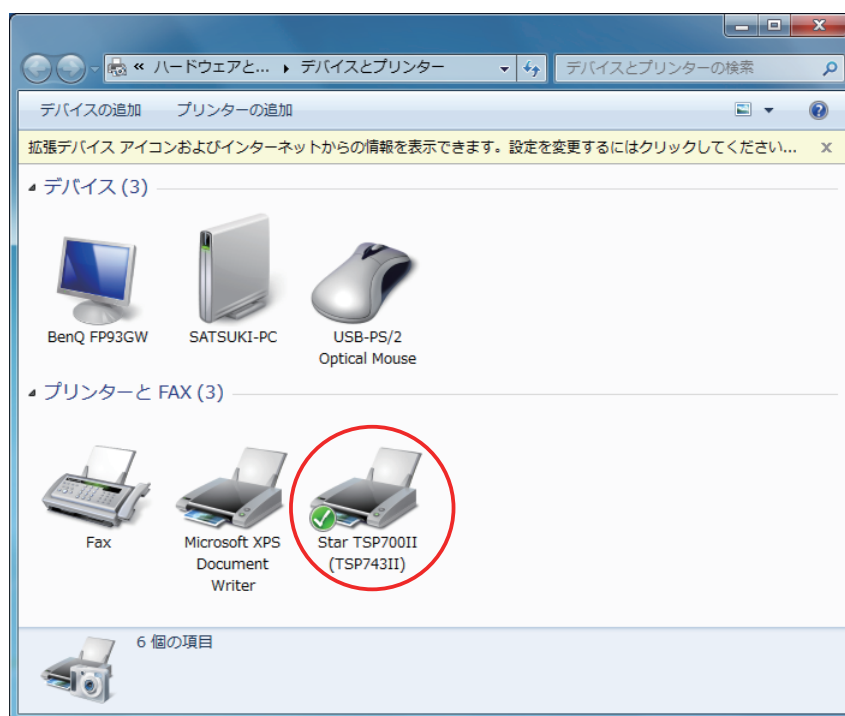 « ハードウェアと... ▸ デバイスとプリンター
デバイスとプリンターの検索
デバイスの追加 プリンターの追加
拡張デバイス アイコンおよびインターネットからの情報を表示できます。設定を変更するにはクリックしてください...
デバイス (3)
BenQ FP93GW
SATSUKI-PC
USB-PS/2
Optical Mouse
プリンターと FAX (3)
Fax
Microsoft XPS
Document
Writer
Star TSP700II
(TSP743II)
6 個の項目